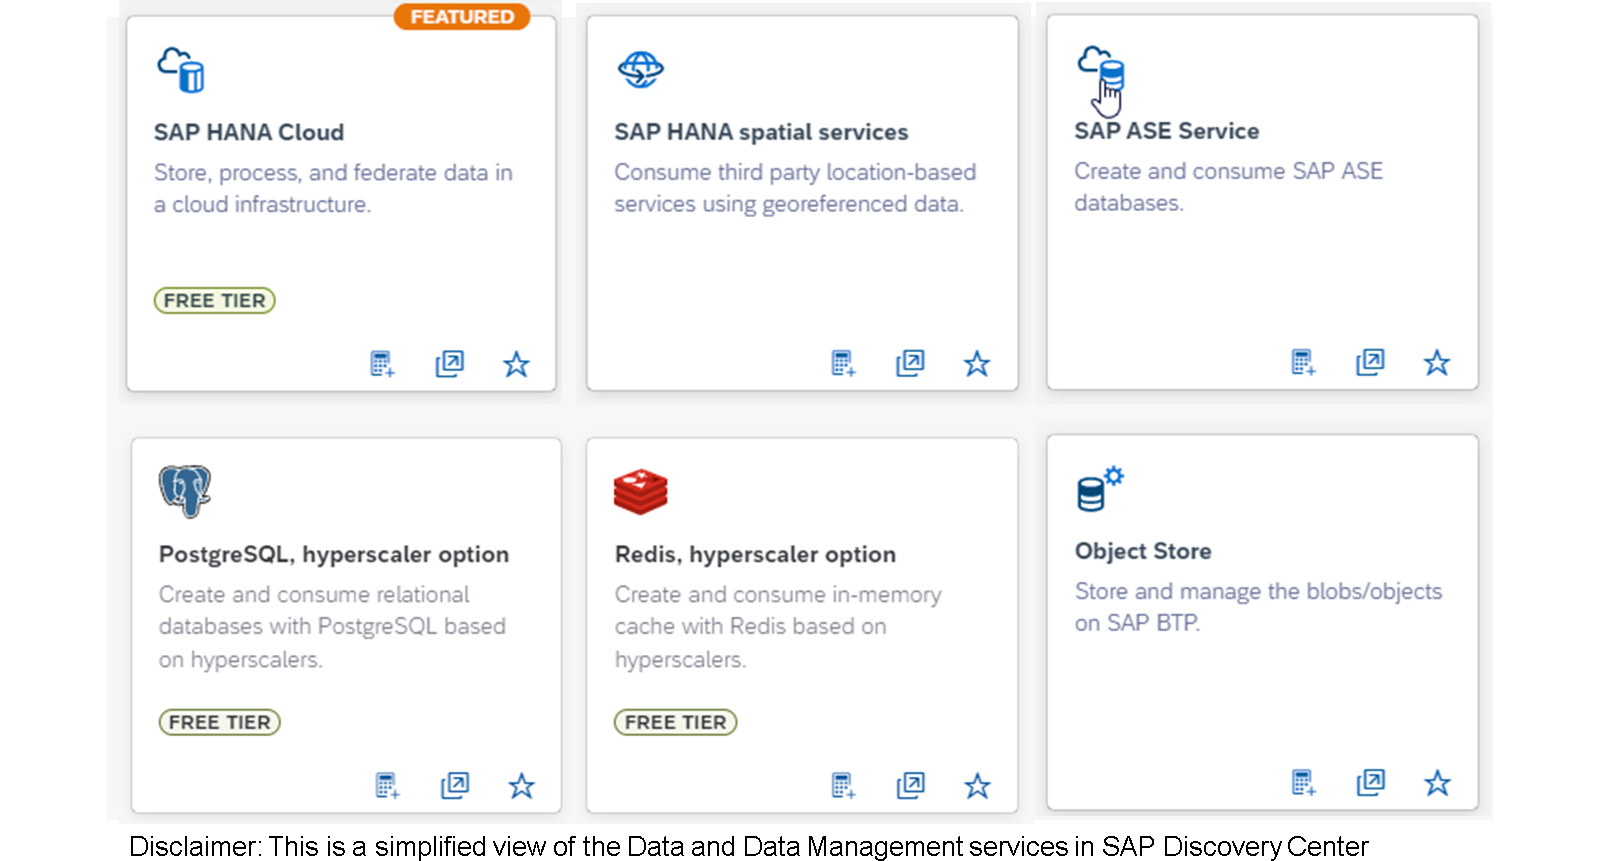 FEATURED
SAP HANA Cloud
Store, process, and federate data in
a cloud infrastructure.
FREE TIER
SAP HANA spatial services
Consume third party location-based
services using georeferenced data.
SAP ASE Service
Create and consume SAP ASE
databases.
PostgreSQL, hyperscaler option
Create and consume relational
databases with PostgreSQL based
on hyperscalers.
FREE TIER
Redis, hyperscaler option
Create and consume in-memory
cache with Redis based on
hyperscalers.
FREE TIER
Object Store
Store and manage the blobs/objects
on SAP BTP.
Disclaimer: This is a simplified view of the Data and Data Management services in SAP Discovery Center